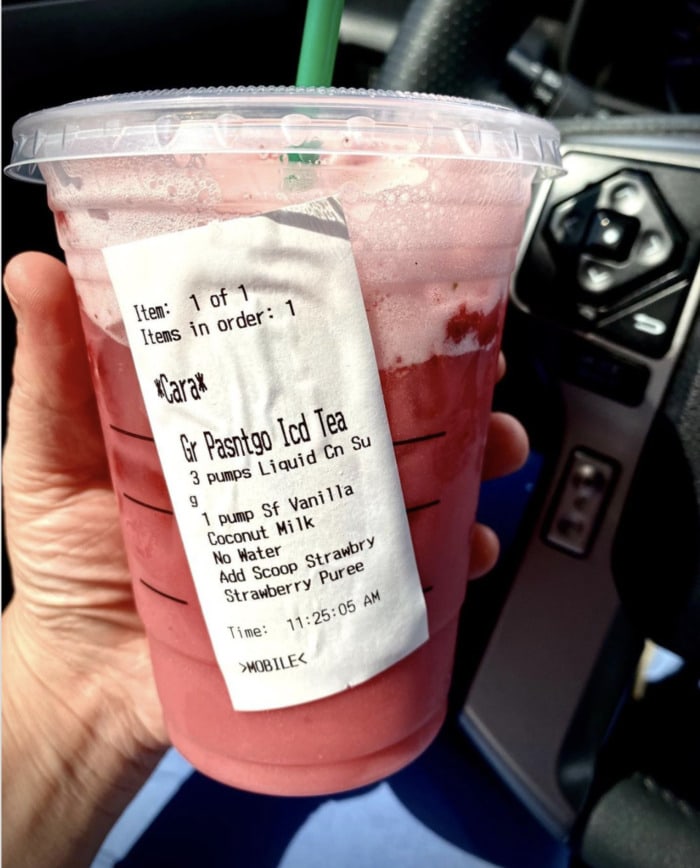 Item: 1 of 1
Items in order: 1
*Cara*
Gr Pasntgo Icd Tea
3 pumps Liquid Cn Su
g
1 pump Sf Vanilla
Coconut Milk
No Water
Add Scoop Strawbry
Strawberry Puree
Time: 11:25:05 AM
>MOBILE<